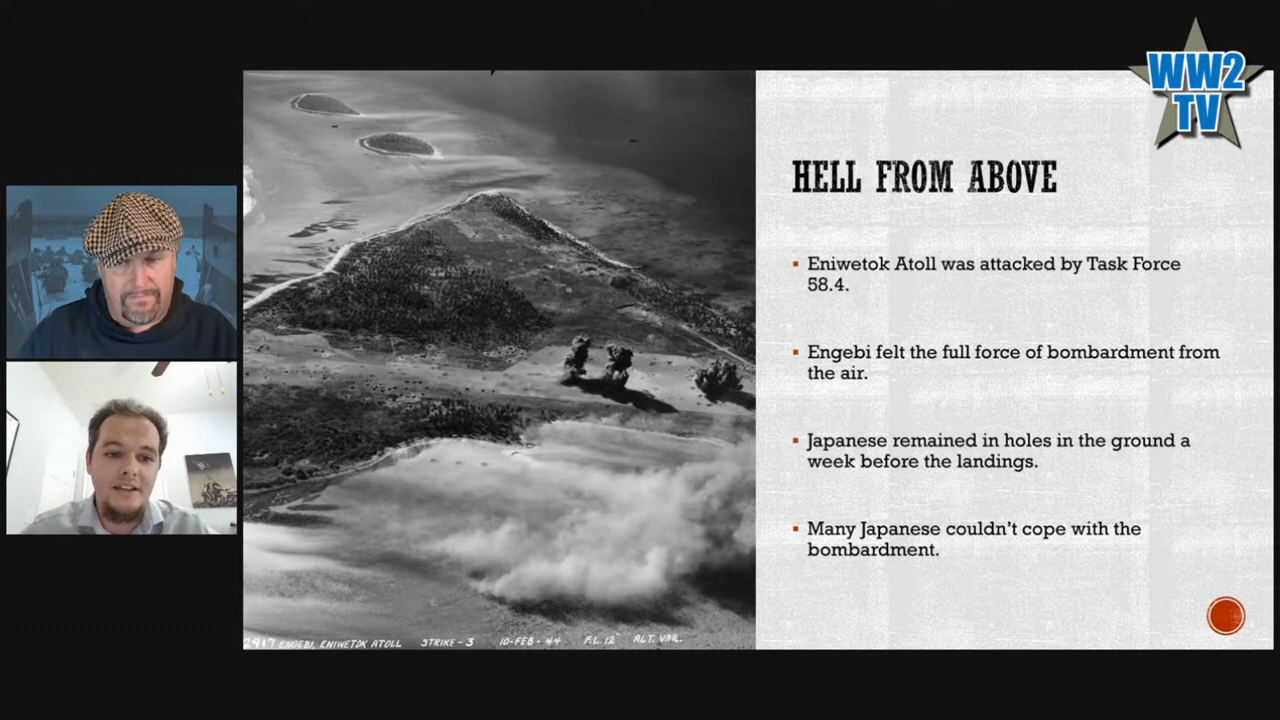 WW2
TV
HELL FROM ABOVE
Eniwetok Atoll was attacked by Task Force
58.4.
Engebi felt the full force of bombardment from
the air.
Japanese remained in holes in the ground a
week before the landings.
Many Japanese couldn't cope with the
bombardment.
2917 ENGEBI, ENIWETOK ATOLL STRIKE-3 10-FEB-44 F.L.12 ALT. VAR.